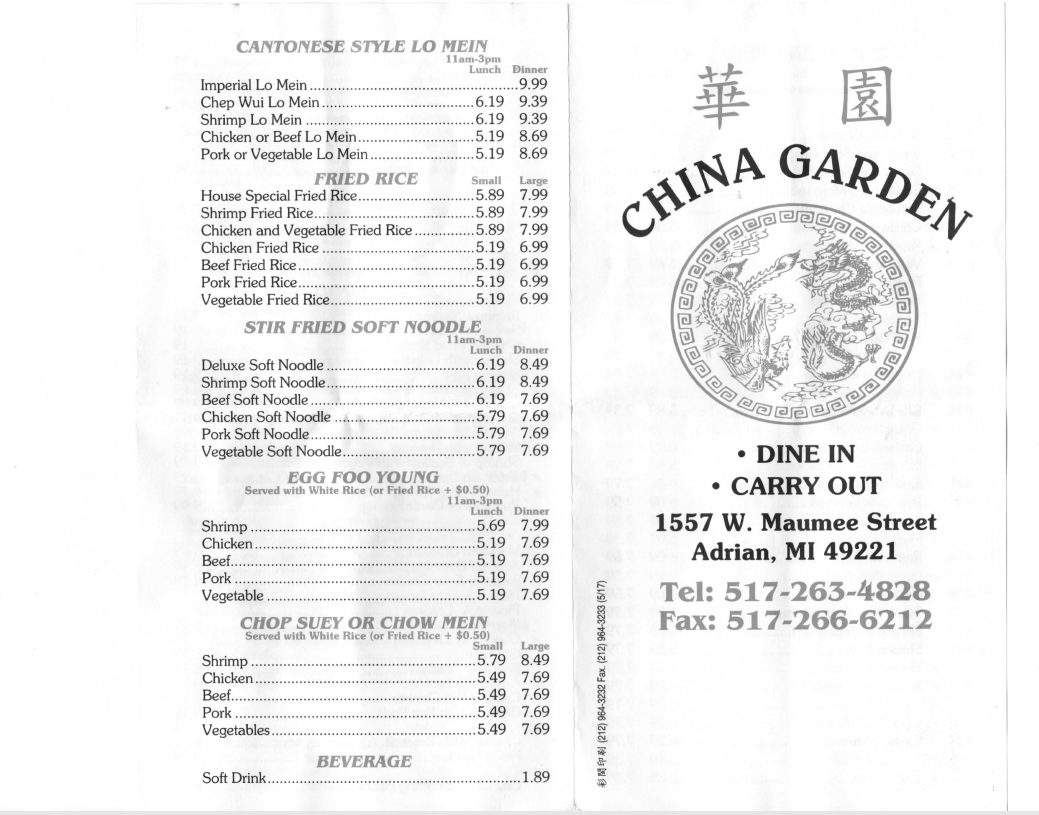 CANTONESE STYLE LO MEIN
11am-3pm
Lunch Dinner
Imperial Lo Mein ..................................................... 9.99
Chep Wui Lo Mein ....................................... 6.19 9.39
Shrimp Lo Mein ........................................... 6.19 9.39
Chicken or Beef Lo Mein ............................. 5.19 8.69
Pork or Vegetable Lo Mein .......................... 5.19 8.69
FRIED RICE Small Large
House Special Fried Rice ............................. 5.89 7.99
Shrimp Fried Rice ........................................ 5.89 7.99
Chicken and Vegetable Fried Rice ............... 5.89 7.99
Chicken Fried Rice ....................................... 5.19 6.99
Beef Fried Rice ............................................ 5.19 6.99
Pork Fried Rice ............................................ 5.19 6.99
Vegetable Fried Rice .................................... 5.19 6.99
STIR FRIED SOFT NOODLE
11am-3pm
Lunch Dinner
Deluxe Soft Noodle ..................................... 6.19 8.49
Shrimp Soft Noodle ..................................... 6.19 8.49
Beef Soft Noodle ......................................... 6.19 7.69
Chicken Soft Noodle ................................... 5.79 7.69
Pork Soft Noodle ......................................... 5.79 7.69
Vegetable Soft Noodle ................................. 5.79 7.69
EGG FOO YOUNG
Served with White Rice (or Fried Rice + $0.50)
11am-3pm
Lunch Dinner
Shrimp ........................................................ 5.69 7.99
Chicken ....................................................... 5.19 7.69
Beef ............................................................. 5.19 7.69
Pork ............................................................ 5.19 7.69
Vegetable .................................................... 5.19 7.69
CHOP SUEY OR CHOW MEIN
Served with White Rice (or Fried Rice + $0.50)
Small Large
Shrimp ........................................................ 5.79 8.49
Chicken ....................................................... 5.49 7.69
Beef ............................................................. 5.49 7.69
Pork ............................................................ 5.49 7.69
Vegetables ................................................... 5.49 7.69
BEVERAGE
Soft Drink ............................................................... 1.89
華 園
CHINA GARDEN
• DINE IN
• CARRY OUT
1557 W. Maumee Street
Adrian, MI 49221
Tel: 517-263-4828
Fax: 517-266-6212
彩閣印刷 (212) 964-3232 Fax. (212) 964-3233 (5/17)